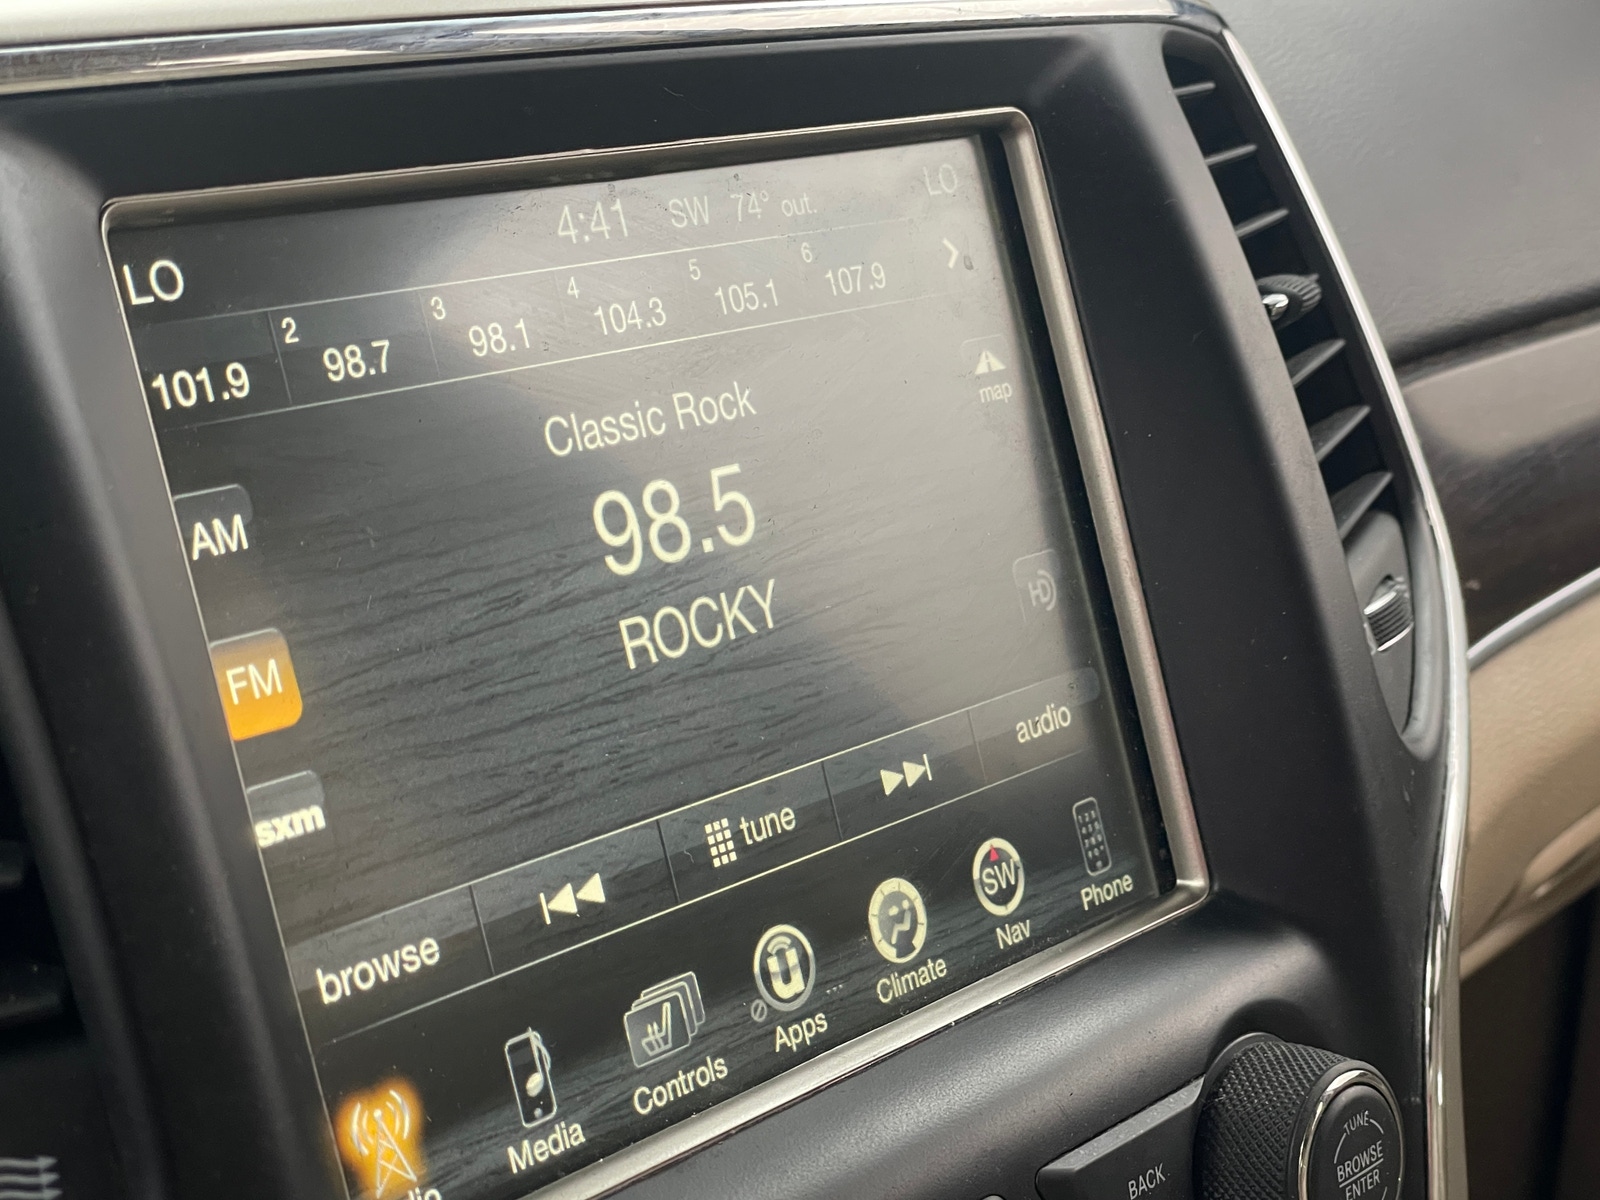 4:41 SW 74° out. LO
LO
2 3 4 5 6
101.9 98.7 98.1 104.3 105.1 107.9
map
Classic Rock
98.5
ROCKY
AM
FM
sxm
HD
browse tune audio
Media Controls Apps Climate Nav Phone
SW
BACK
TUNE
BROWSE
ENTER